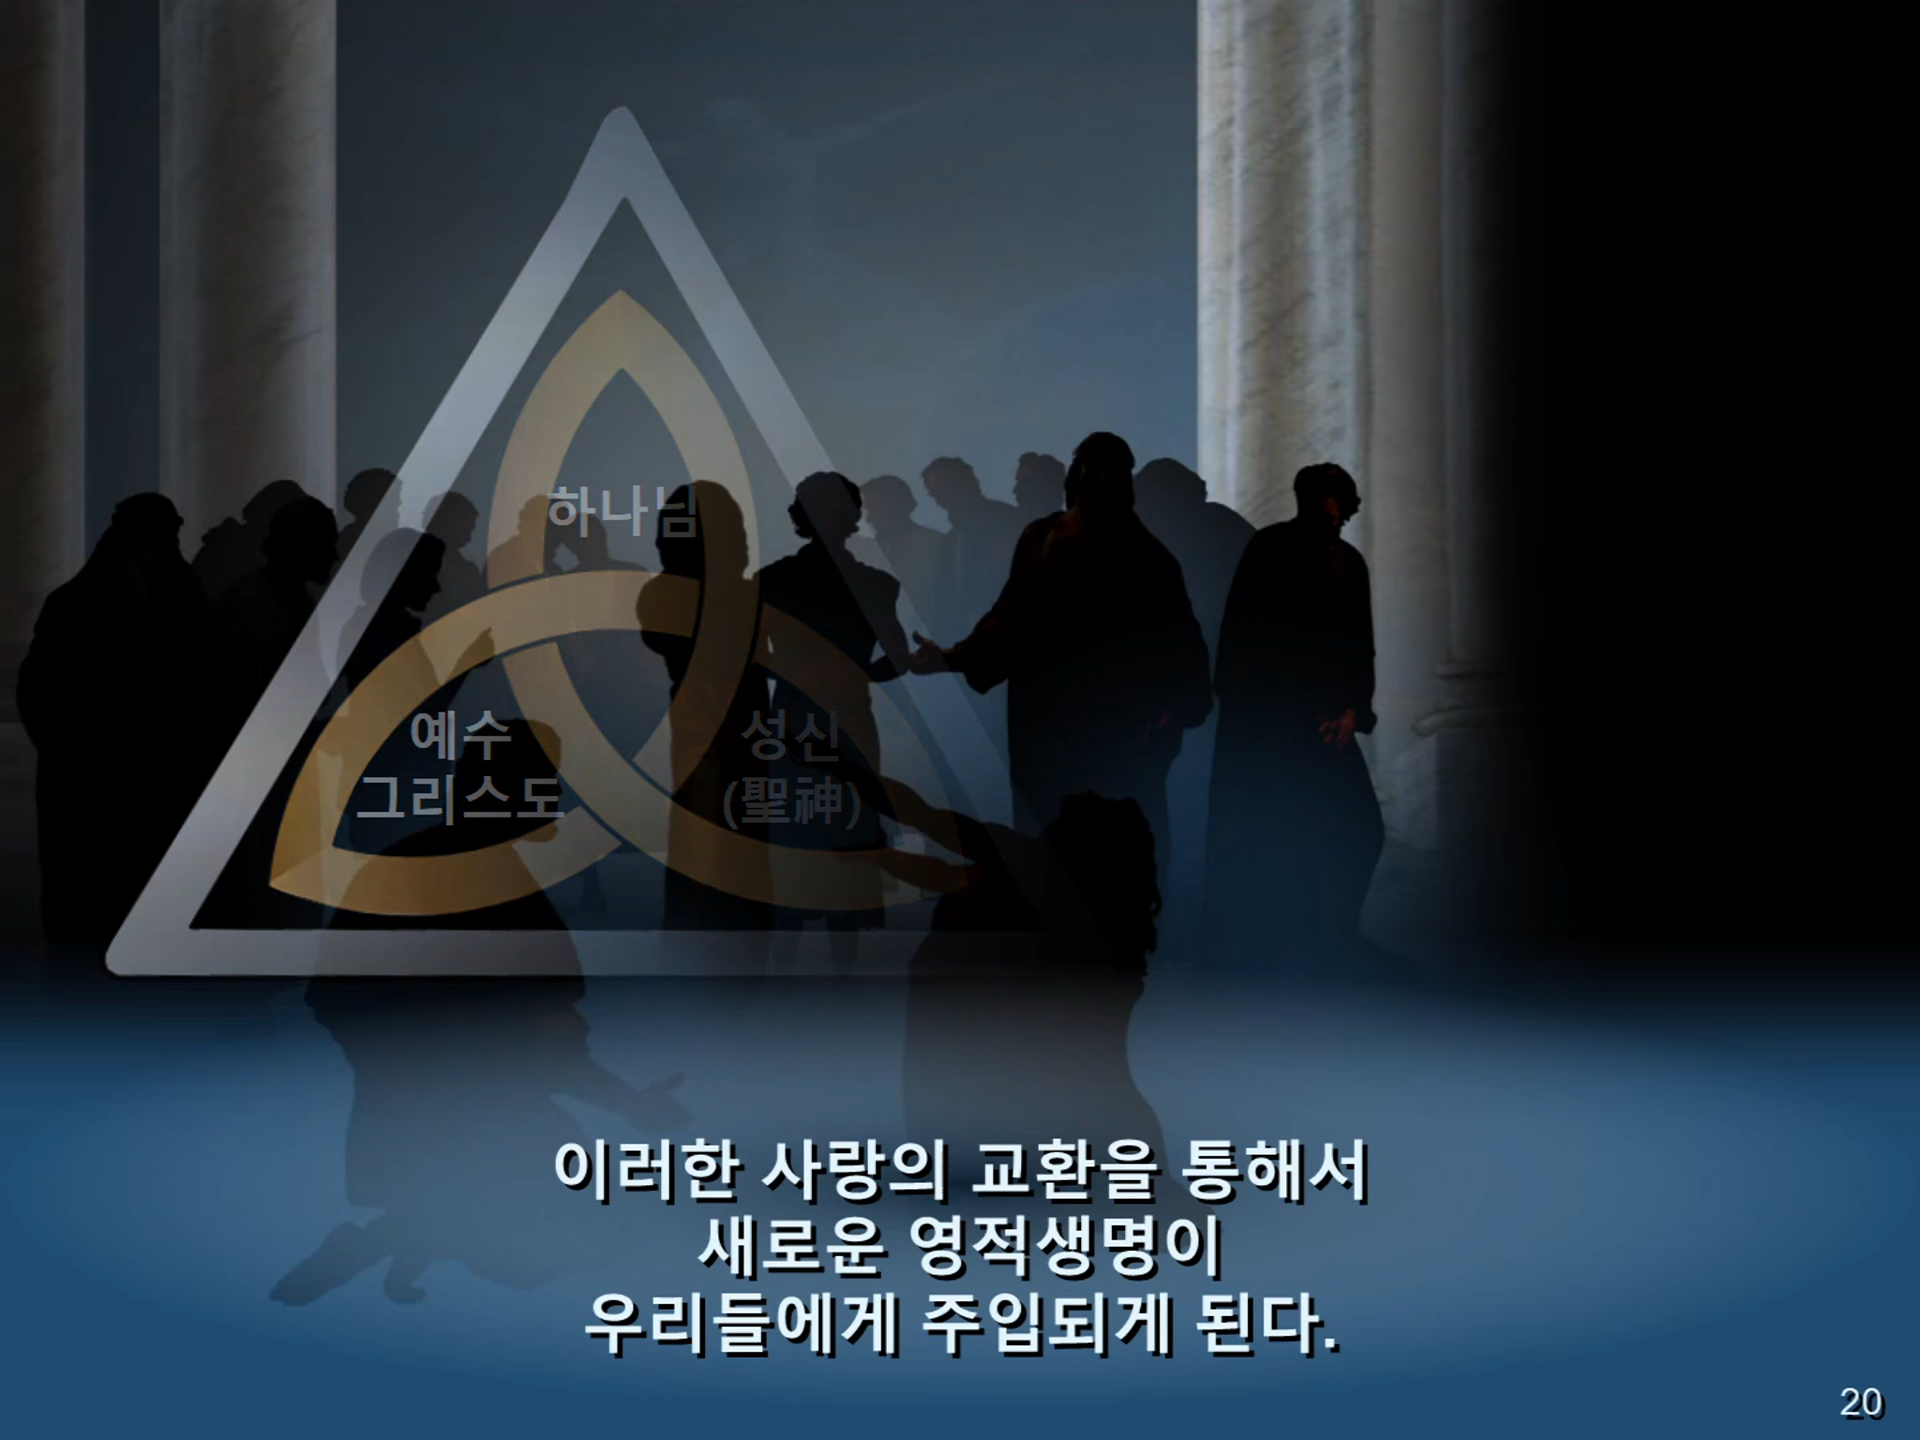 하나님
예수
그리스도
성신
(聖神)
이러한 사랑의 교환을 통해서
새로운 영적생명이
우리들에게 주입되게 된다.
20